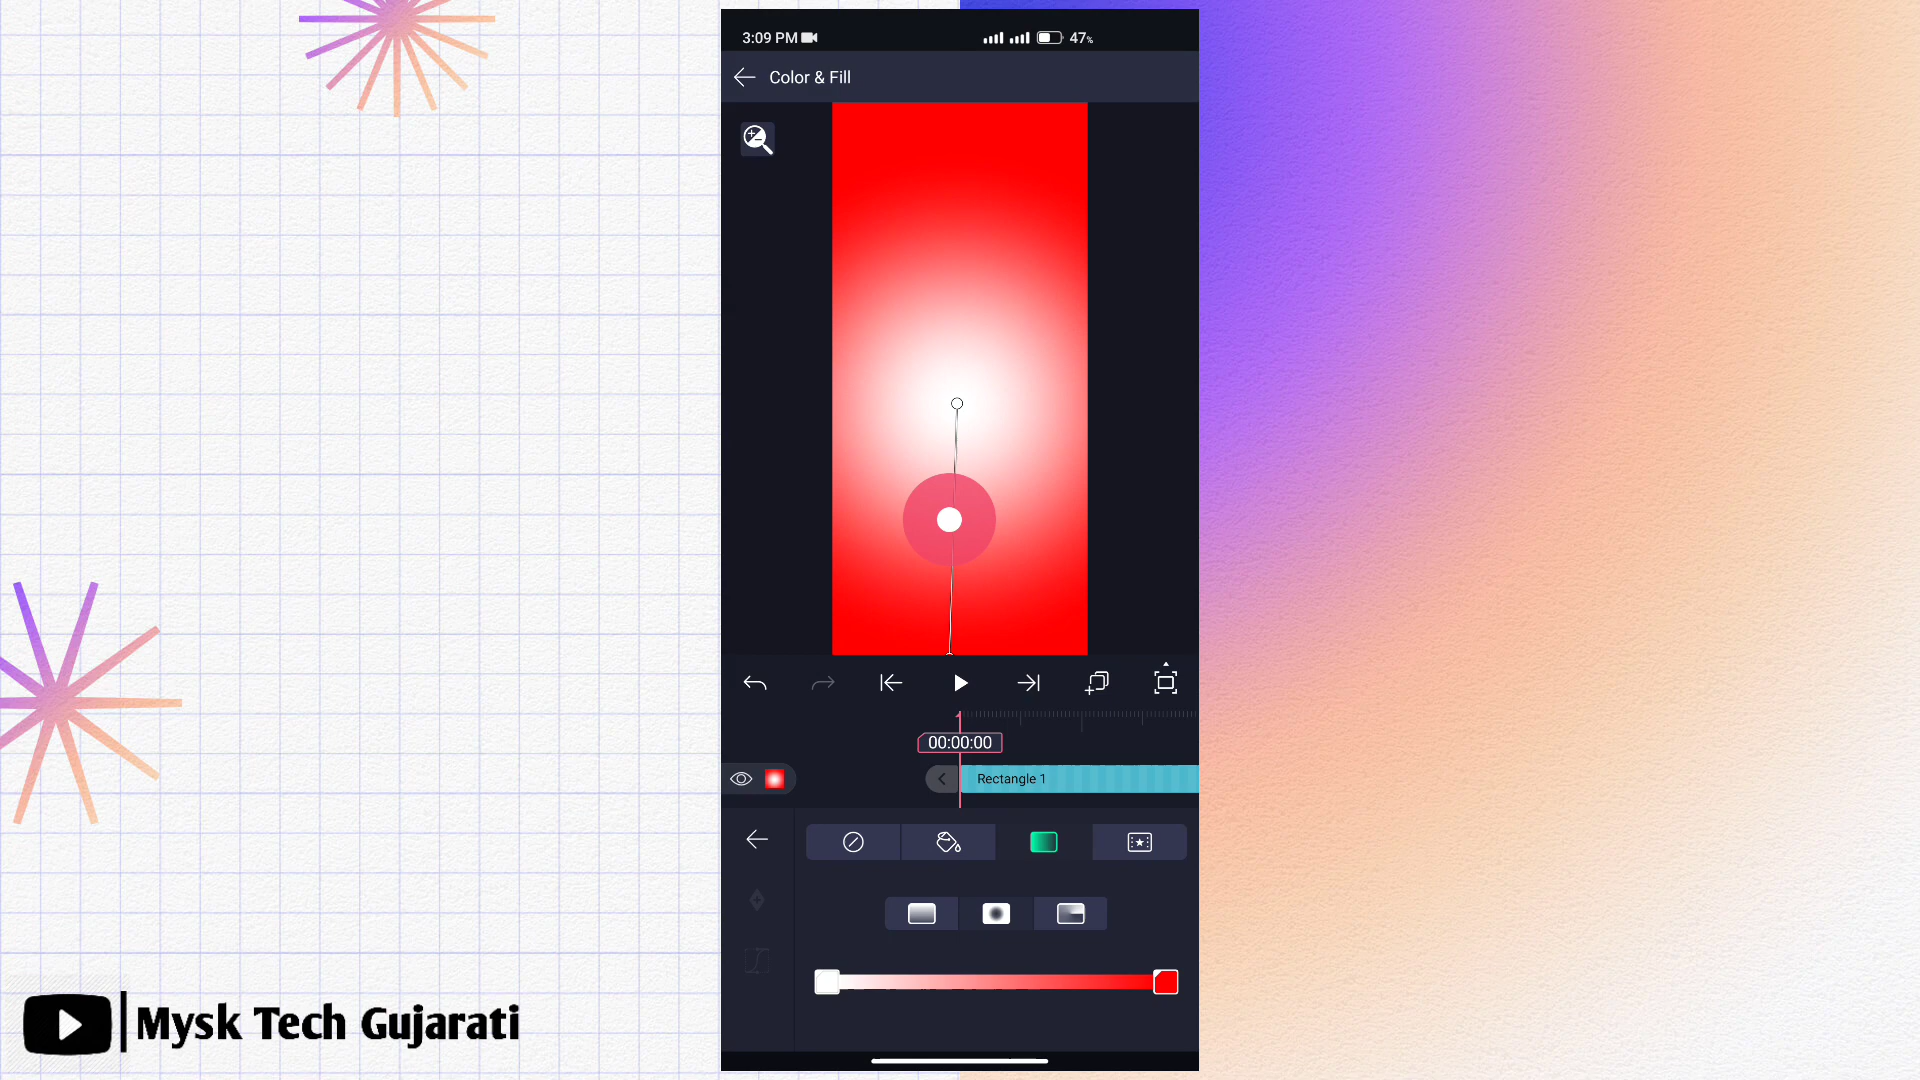 3:09 PM
47%
Color & Fill
00:00:00
Rectangle 1
Mysk Tech Gujarati